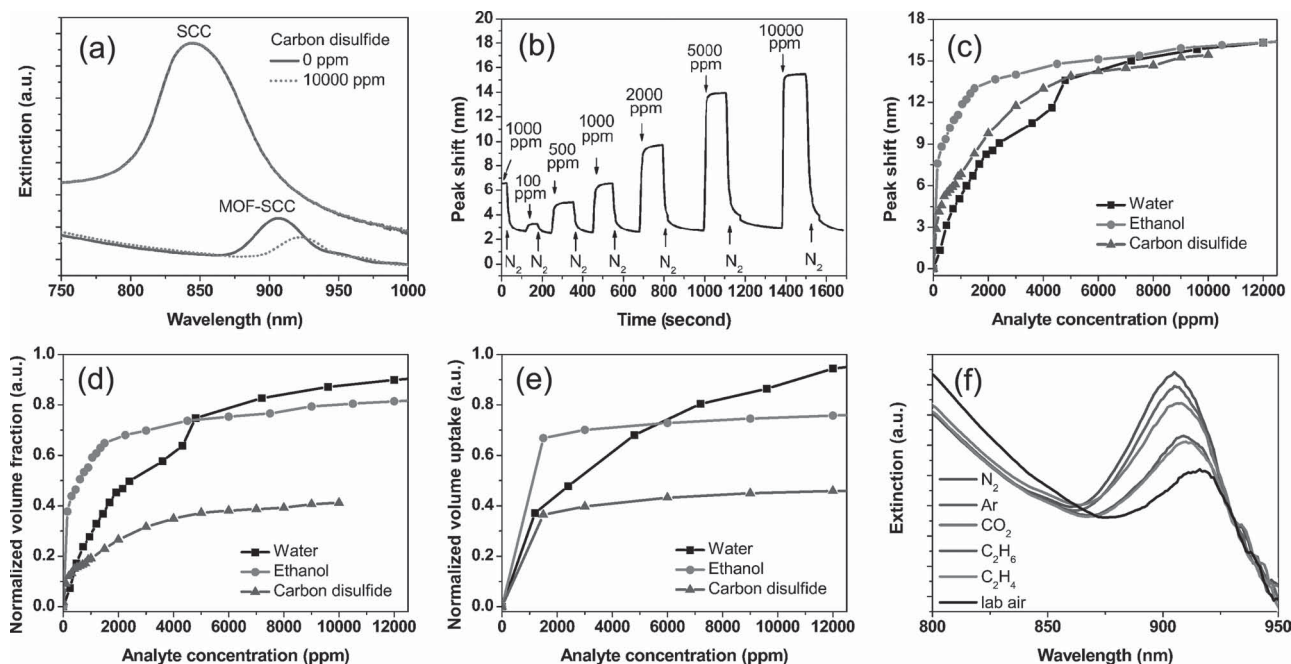 (a)
SCC
Carbon disulfide
0 ppm
10000 ppm
MOF-SCC
Extinction (a.u.)
750 800 850 900 950 1000
Wavelength (nm)
(b)
20
18
16
14
12
10
8
6
4
2
0
Peak shift (nm)
1000 ppm
100 ppm
500 ppm
1000 ppm
2000 ppm
5000 ppm
10000 ppm
N2 N2 N2 N2 N2 N2 N2
0 200 400 600 800 1000 1200 1400 1600
Time (second)
(c)
18
15
12
9
6
3
0
Peak shift (nm)
Water
Ethanol
Carbon disulfide
0 2000 4000 6000 8000 10000 12000
Analyte concentration (ppm)
(d)
1.0
0.8
0.6
0.4
0.2
0.0
Normalized volume fraction (a.u.)
Water
Ethanol
Carbon disulfide
0 2000 4000 6000 8000 10000 12000
Analyte concentration (ppm)
(e)
1.0
0.8
0.6
0.4
0.2
0.0
Normalized volume uptake (a.u.)
Water
Ethanol
Carbon disulfide
0 2000 4000 6000 8000 10000 12000
Analyte concentration (ppm)
(f)
Extinction (a.u.)
N2
Ar
CO2
C2H6
C2H4
lab air
800 850 900 950
Wavelength (nm)